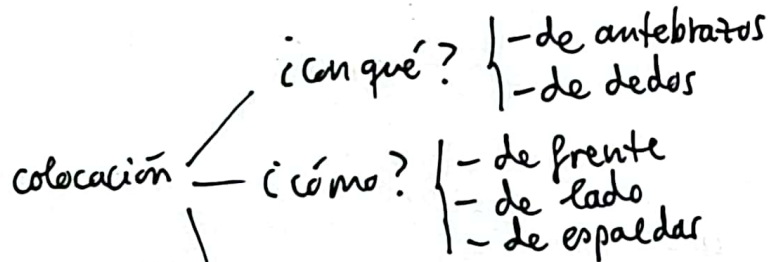 ¿con qué? { - de antebrazos
- de dedos
colocación — ¿cómo? { - de frente
- de lado
- de espaldas